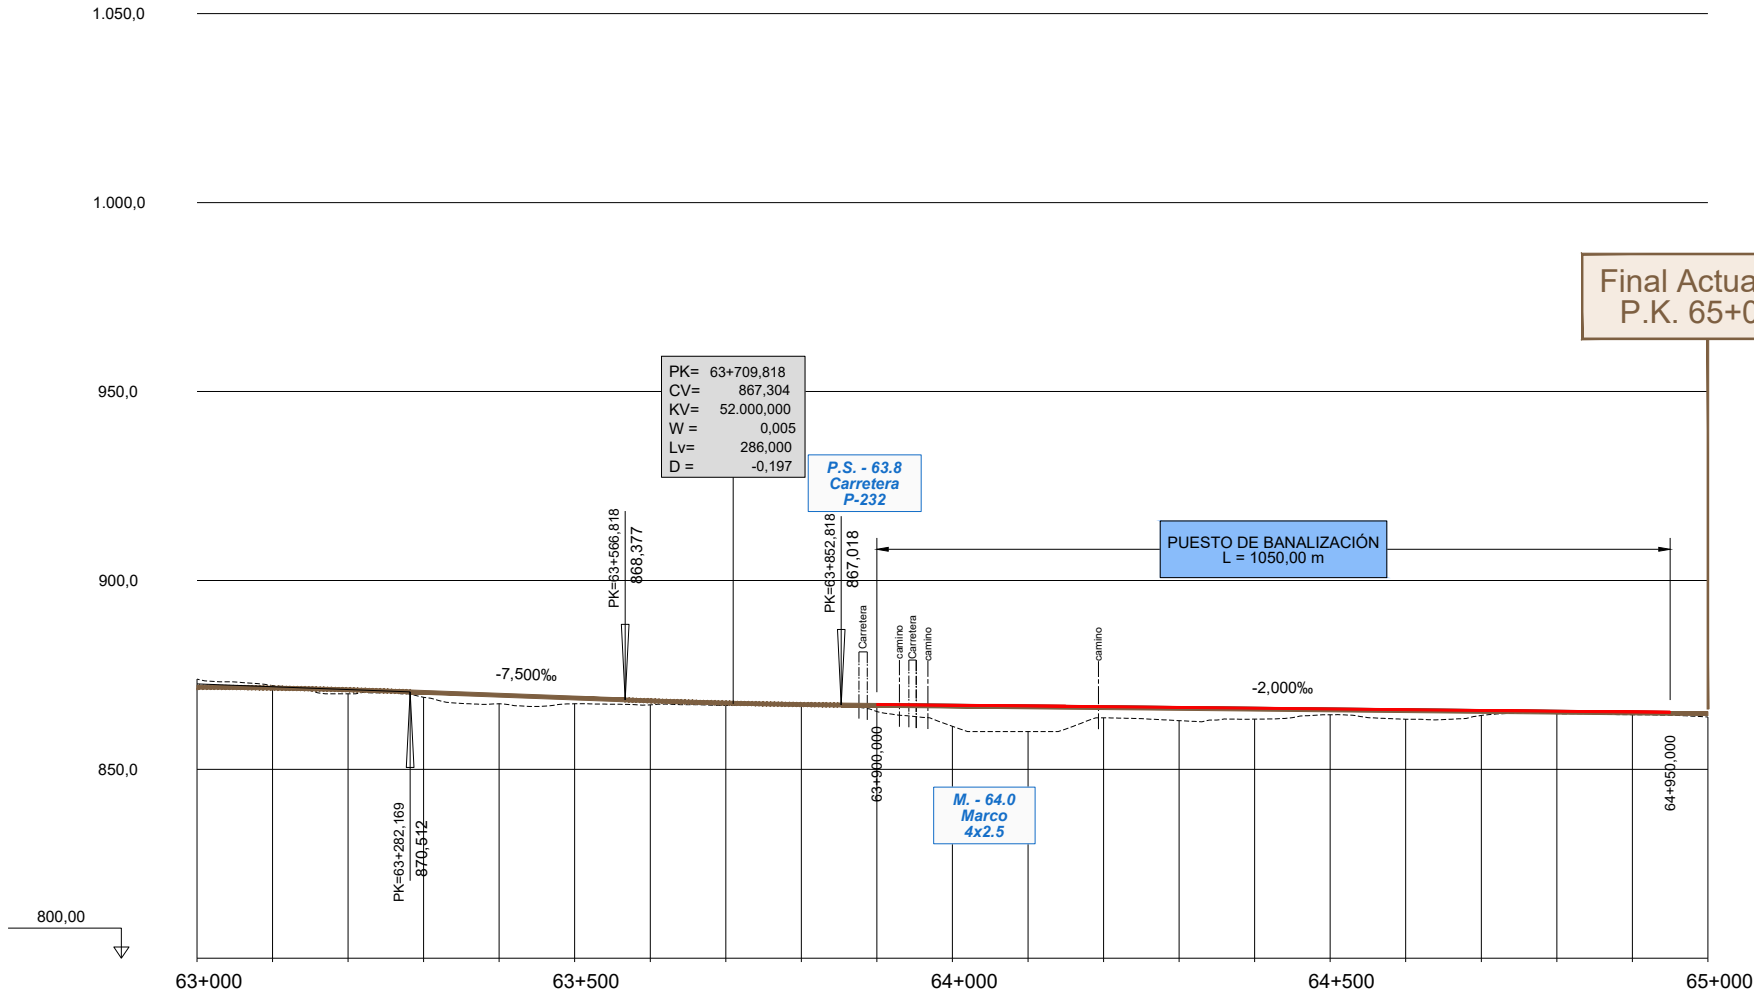 1.050,0
1.000,0
Final Actua
P.K. 65+0
950,0
PK= 63+709,818
CV= 867,304
KV= 52.000,000
W = 0,005
Lv= 286,000
D = -0,197
P.S. - 63.8
Carretera
P-232
PK=63+566,818
868,377
PK=63+852,818
867,018
PUESTO DE BANALIZACIÓN
L = 1050,00 m
900,0
Carretera
camino
Carretera
camino
camino
-7,500‰
-2,000‰
850,0
63+900,000
64+950,000
M. - 64.0
Marco
4x2.5
PK=63+282,169
870,512
800,00
63+000
63+500
64+000
64+500
65+000